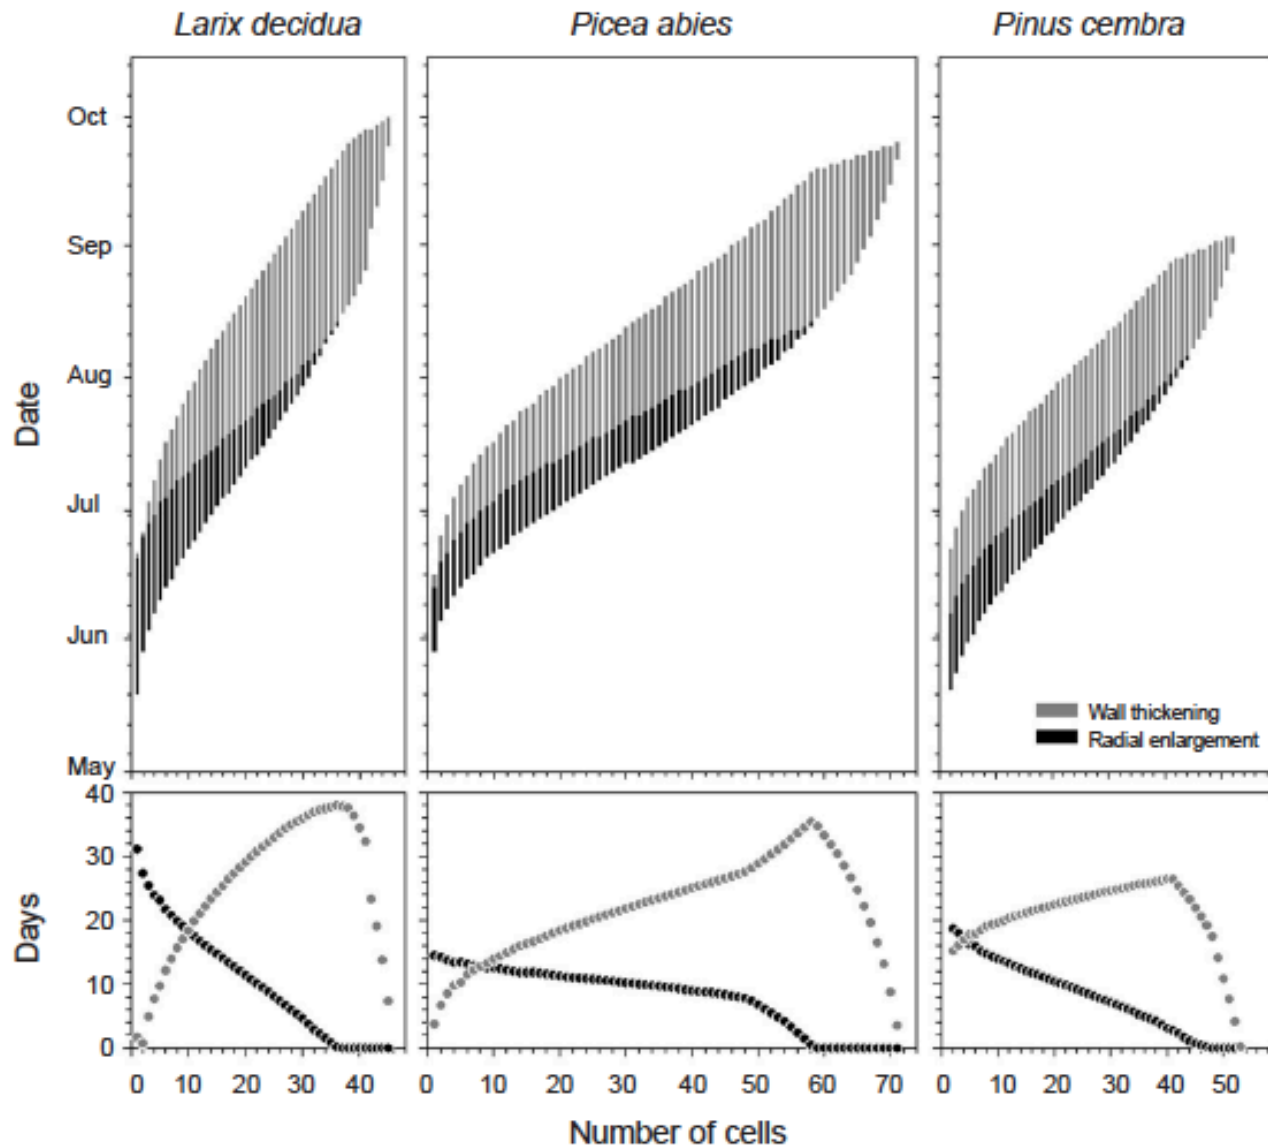 Larix decidua Picea abies Pinus cembra
Oct
Sep
Aug
Jul
Jun
May
Date
Wall thickening
Radial enlargement
40
30
20
10
0
Days
0 10 20 30 40 0 10 20 30 40 50 60 70 0 10 20 30 40 50
Number of cells